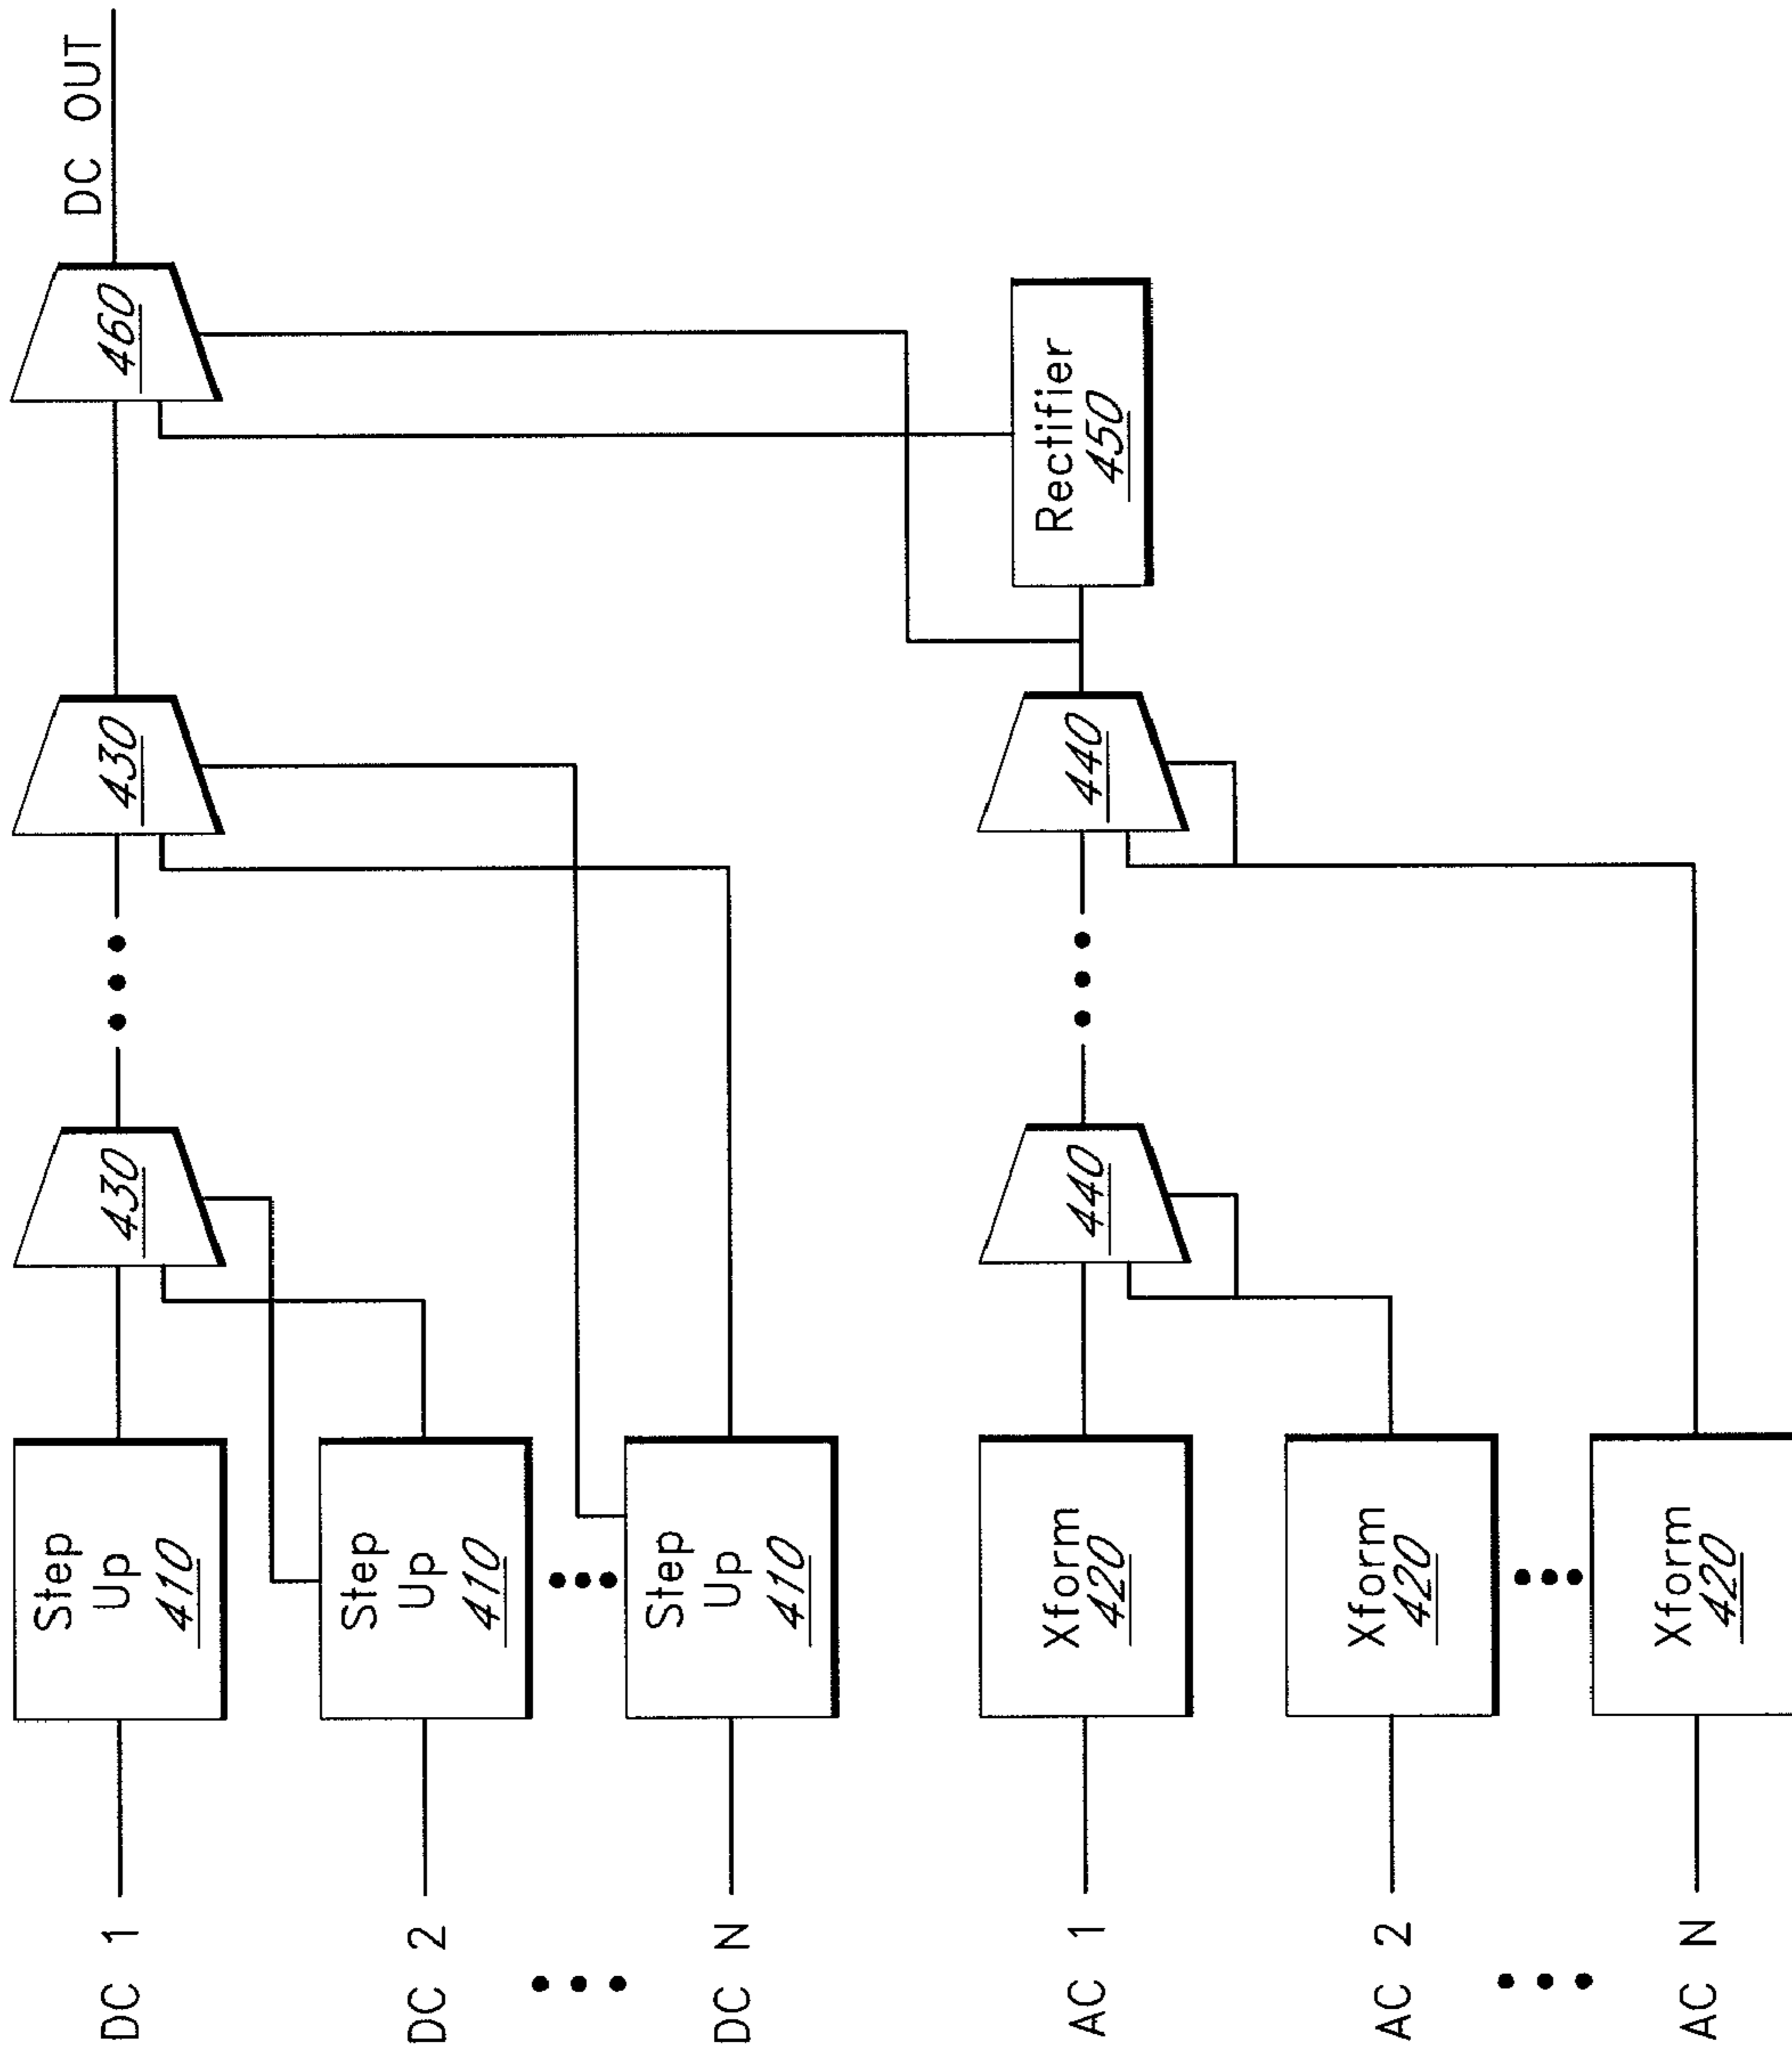 DC 1
Step
Up
410
430
430
460
DC OUT
DC 2
Step
Up
410
DC N
Step
Up
410
AC 1
Xform
420
440
440
Rectifier
450
AC 2
Xform
420
AC N
Xform
420